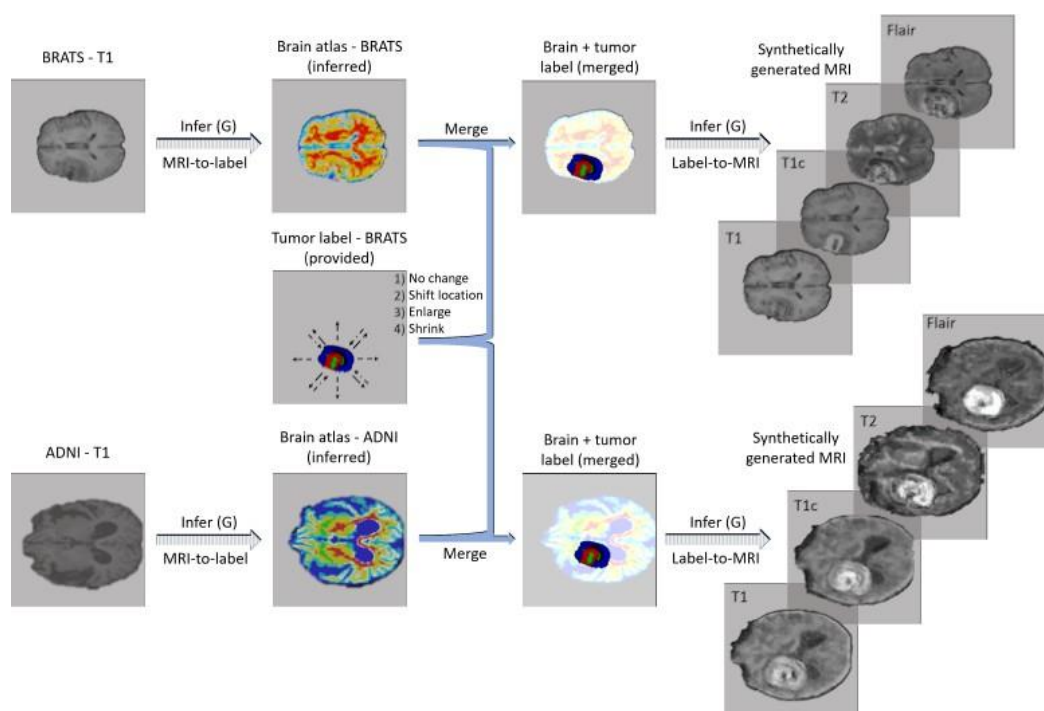 BRATS - T1
Brain atlas - BRATS
(inferred)
Brain + tumor
label (merged)
Synthetically
generated MRI
Flair
T2
T1c
T1
Infer (G)
MRI-to-label
Merge
Infer (G)
Label-to-MRI
Tumor label - BRATS
(provided)
1) No change
2) Shift location
3) Enlarge
4) Shrink
ADNI - T1
Brain atlas - ADNI
(inferred)
Brain + tumor
label (merged)
Synthetically
generated MRI
Flair
T2
T1c
T1
Infer (G)
MRI-to-label
Merge
Infer (G)
Label-to-MRI